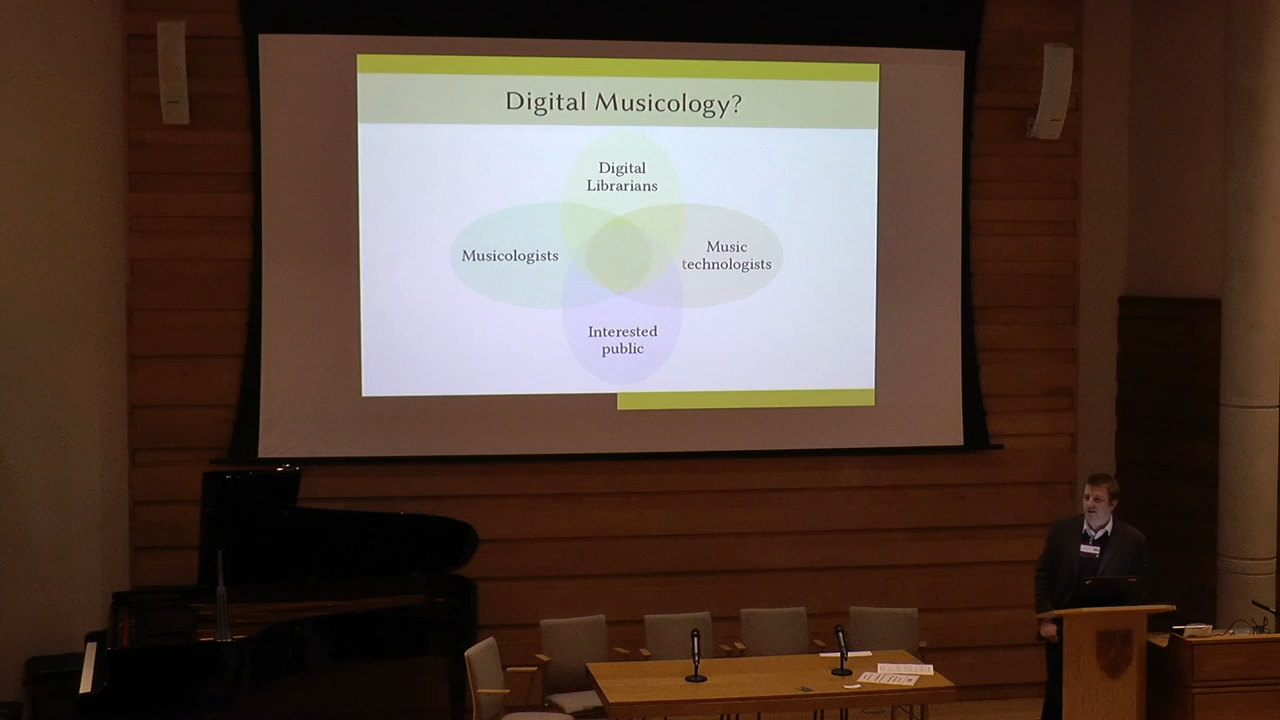 Digital Musicology?
Digital
Librarians
Musicologists
Music
technologists
Interested
public